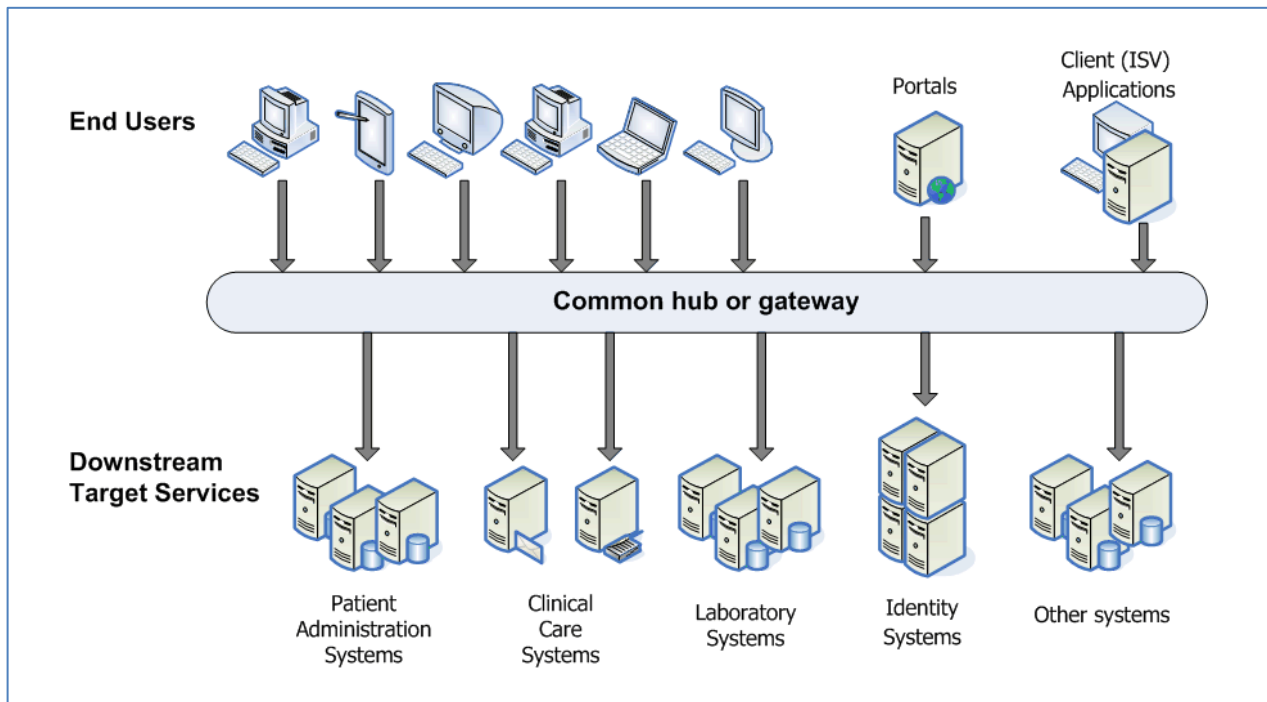 End Users
Portals
Client (ISV)
Applications
Common hub or gateway
Downstream
Target Services
Patient
Administration
Systems
Clinical
Care
Systems
Laboratory
Systems
Identity
Systems
Other systems